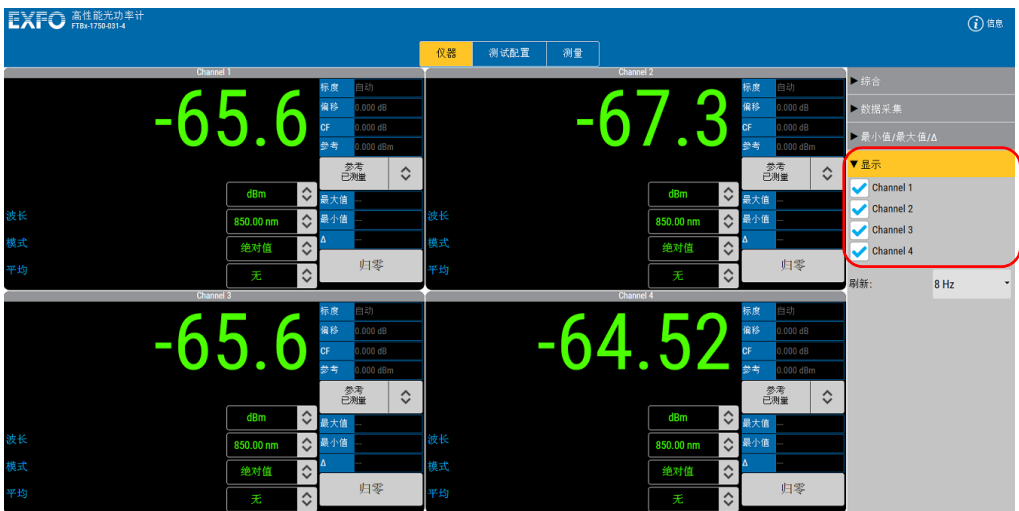 EXFO 高性能光功率计
FTBx-1750-031-4
信息
仪器 测试配置 测量
Channel 1
-65.6
标度 自动
偏移 0.000 dB
CF 0.000 dB
参考 0.000 dBm
参考
已测量
dBm
最大值 --
波长 850.00 nm
最小值 --
模式 绝对值
Δ --
平均 无
归零
Channel 2
-67.3
标度 自动
偏移 0.000 dB
CF 0.000 dB
参考 0.000 dBm
参考
已测量
dBm
最大值 --
波长 850.00 nm
最小值 --
模式 绝对值
Δ --
平均 无
归零
Channel 3
-65.6
标度 自动
偏移 0.000 dB
CF 0.000 dB
参考 0.000 dBm
参考
已测量
dBm
最大值 --
波长 850.00 nm
最小值 --
模式 绝对值
Δ --
平均 无
归零
Channel 4
-64.52
标度 自动
偏移 0.000 dB
CF 0.000 dB
参考 0.000 dBm
参考
已测量
dBm
最大值 --
波长 850.00 nm
最小值 --
模式 绝对值
Δ --
平均 无
归零
综合
数据采集
最小值/最大值/Δ
显示
Channel 1
Channel 2
Channel 3
Channel 4
刷新: 8 Hz